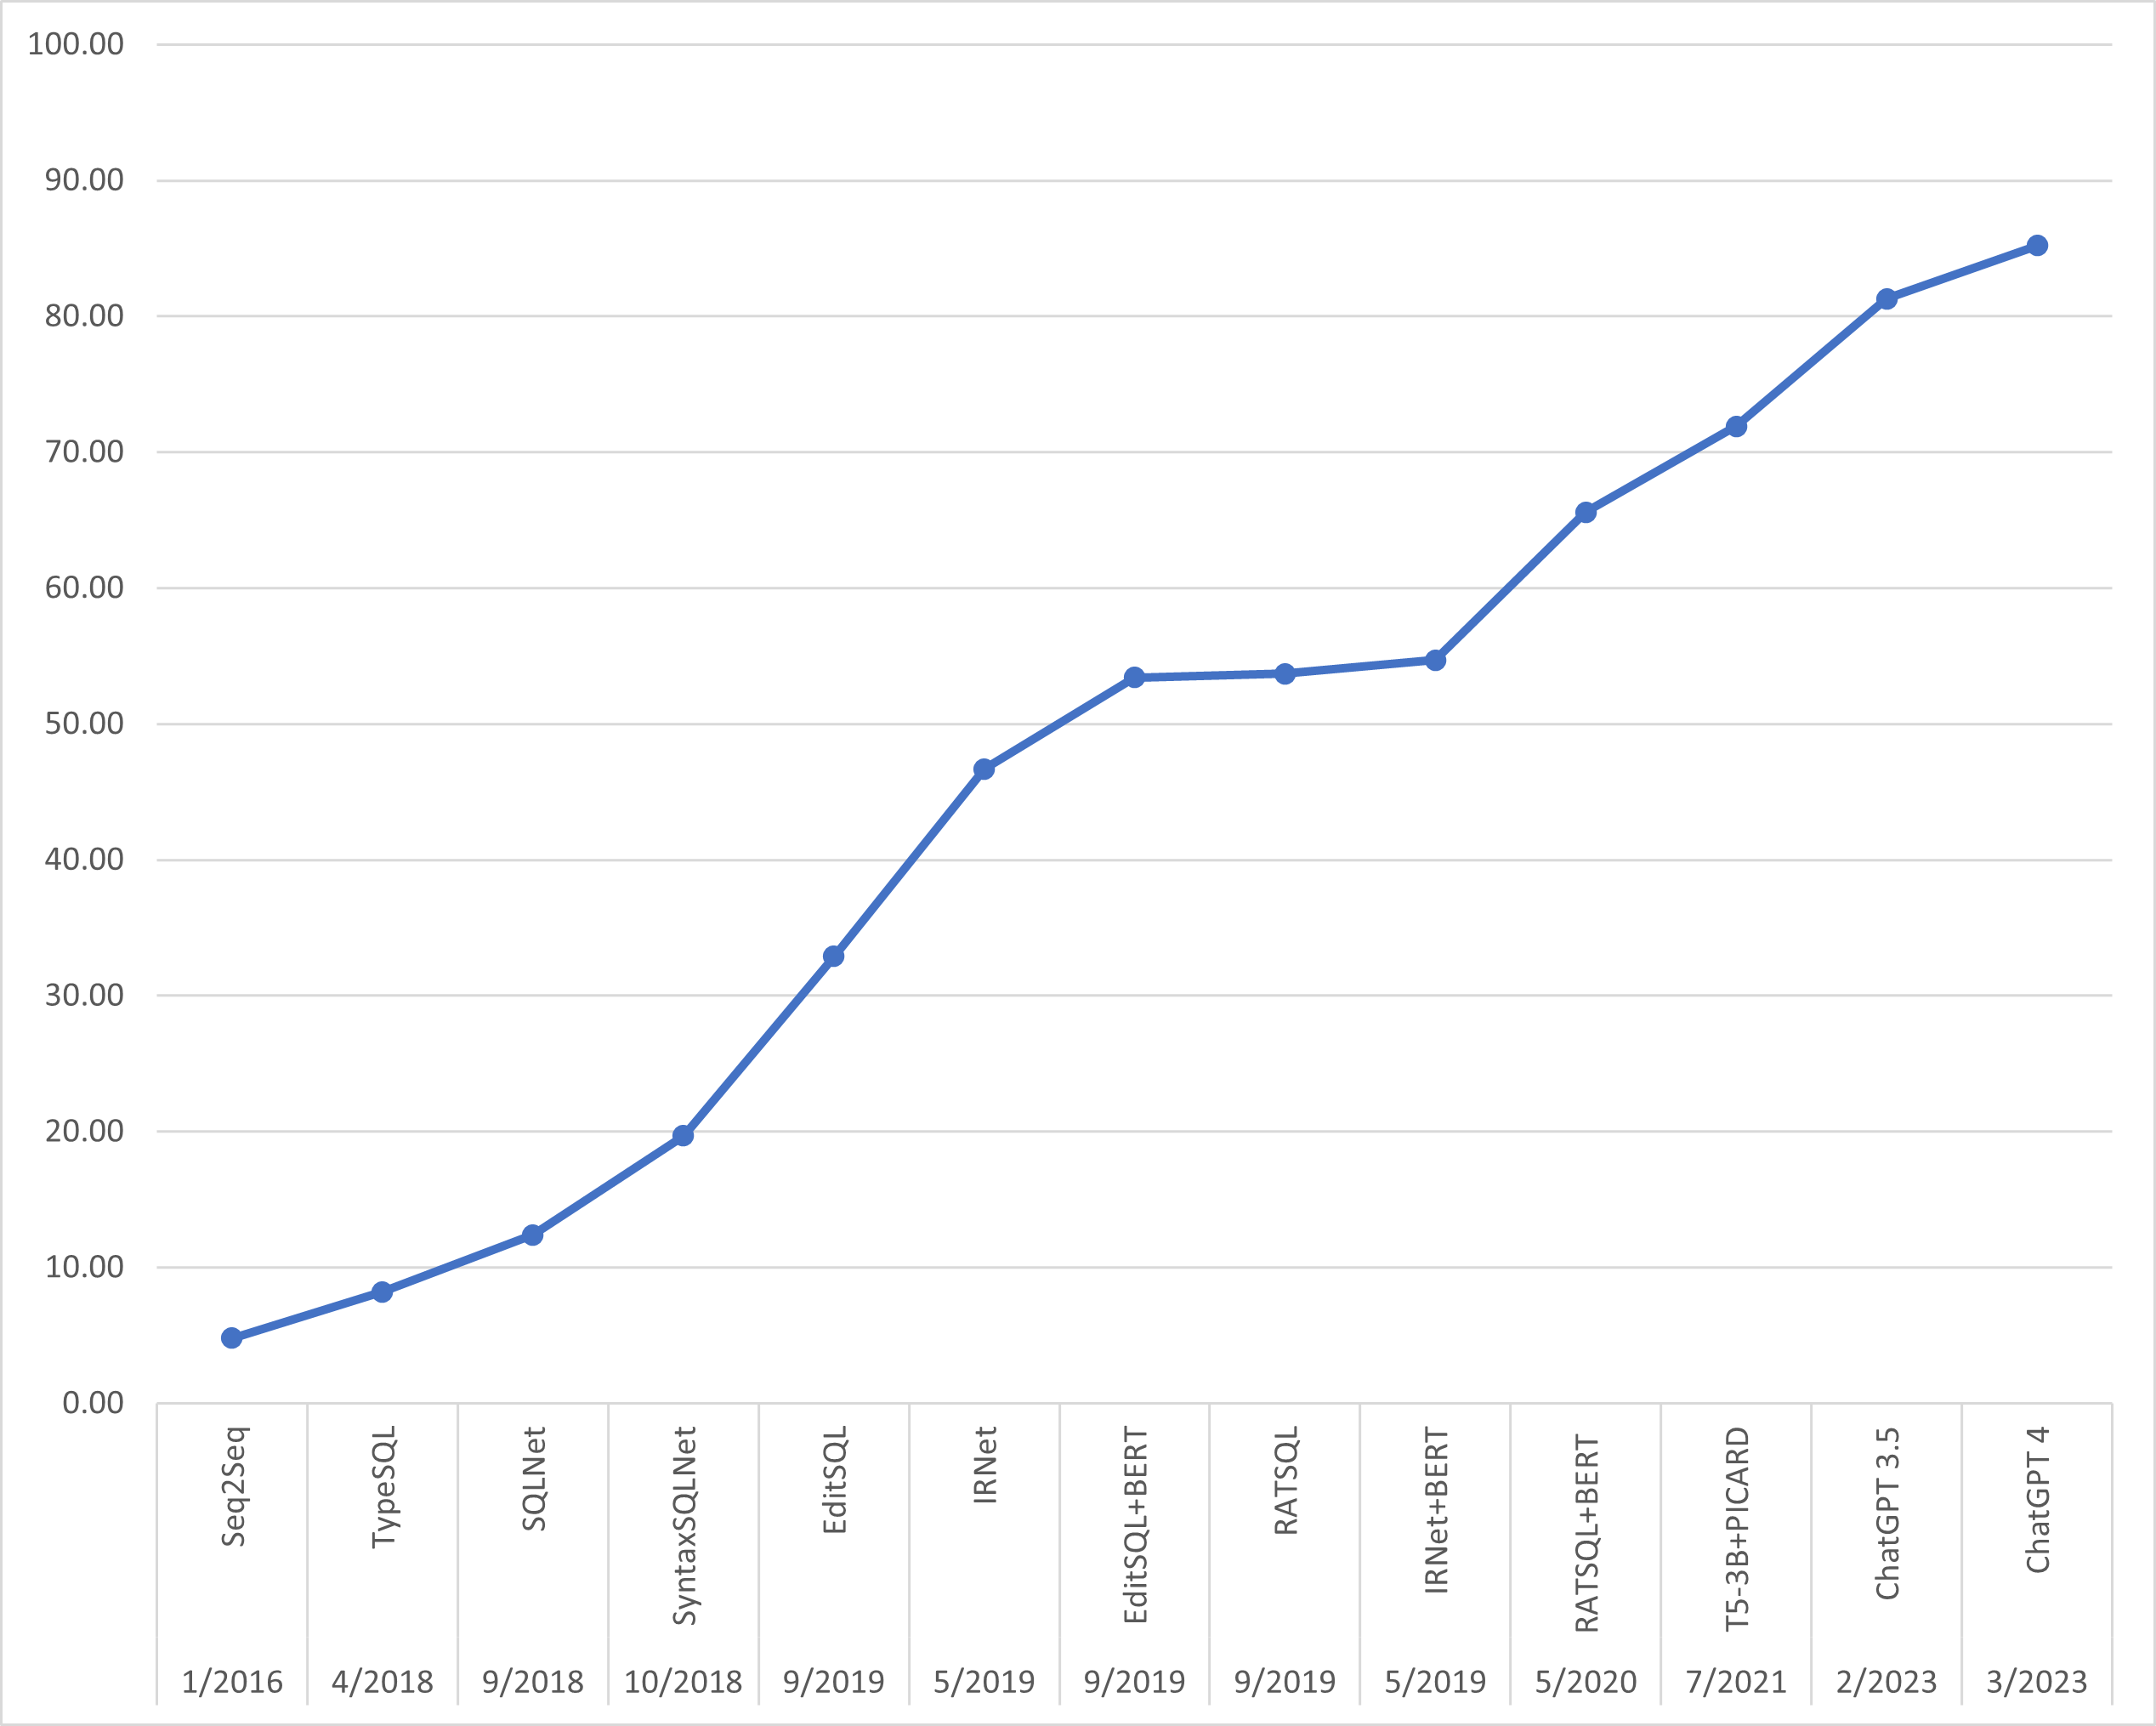 100.00
90.00
80.00
70.00
60.00
50.00
40.00
30.00
20.00
10.00
0.00
Seq2Seq
TypeSQL
SQLNet
SyntaxSQLNet
EditSQL
IRNet
EditSQL+BERT
RATSQL
IRNet+BERT
RATSQL+BERT
T5-3B+PICARD
ChatGPT 3.5
ChatGPT 4
1/2016 4/2018 9/2018 10/2018 9/2019 5/2019 9/2019 9/2019 5/2019 5/2020 7/2021 2/2023 3/2023